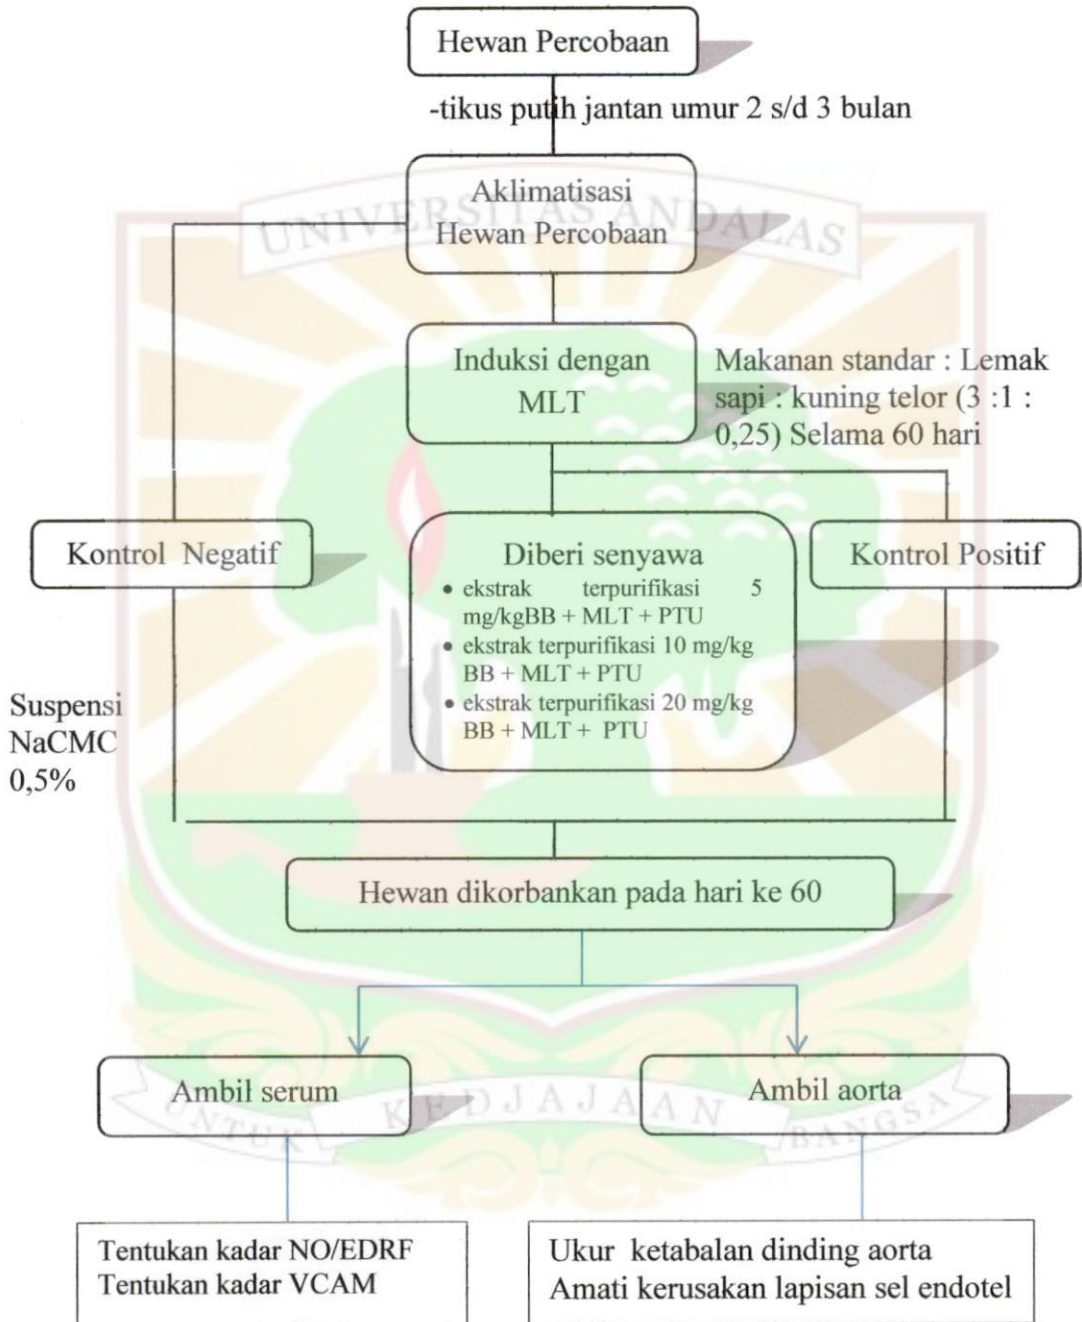 Hewan Percobaan
-tikus putih jantan umur 2 s/d 3 bulan
Aklimatisasi
Hewan Percobaan
UNIVERSITAS ANDALAS
Induksi dengan
MLT
Makanan standar : Lemak
sapi : kuning telor (3 :1 :
0,25) Selama 60 hari
Kontrol Negatif
Diberi senyawa
• ekstrak terpurifikasi 5
mg/kgBB + MLT + PTU
• ekstrak terpurifikasi 10 mg/kg
BB + MLT + PTU
• ekstrak terpurifikasi 20 mg/kg
BB + MLT + PTU
Kontrol Positif
Suspensi
NaCMC
0,5%
Hewan dikorbankan pada hari ke 60
Ambil serum
Ambil aorta
UNTUK KEDJAJAAN BANGSA
Tentukan kadar NO/EDRF
Tentukan kadar VCAM
Ukur ketabalan dinding aorta
Amati kerusakan lapisan sel endotel